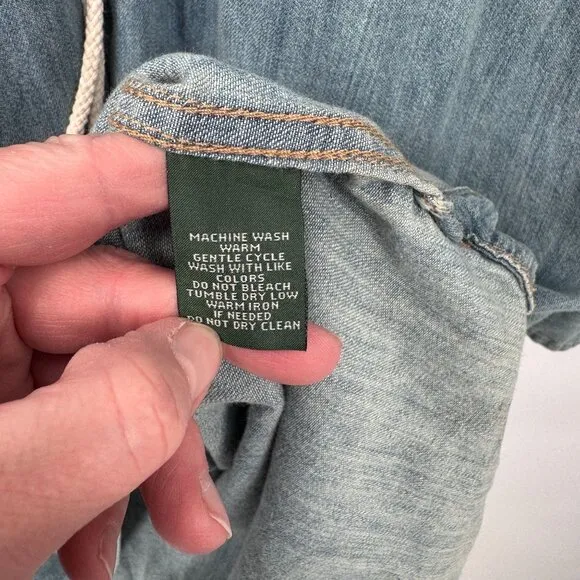 MACHINE WASH
WARM
GENTLE CYCLE
WASH WITH LIKE
COLORS
DO NOT BLEACH
TUMBLE DRY LOW
WARM IRON
IF NEEDED
DO NOT DRY CLEAN